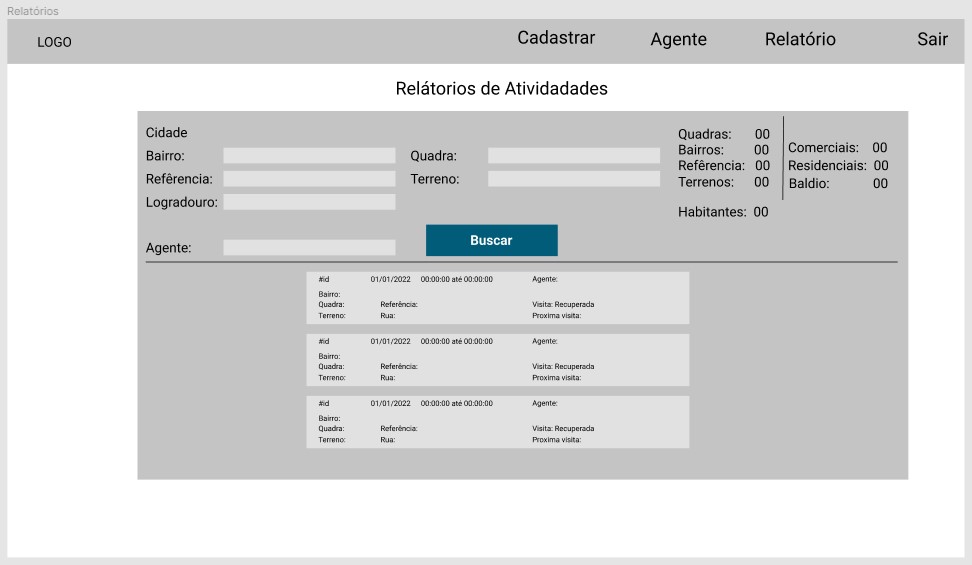 Relatórios
LOGO Cadastrar Agente Relatório Sair
Relátorios de Atividadades
Cidade
Bairro: Quadra:
Refêrencia: Terreno:
Logradouro:
Agente: Buscar
Quadras: 00
Bairros: 00
Refêrencia: 00
Terrenos: 00
Habitantes: 00
Comerciais: 00
Residenciais: 00
Baldio: 00
#id 01/01/2022 00:00:00 até 00:00:00 Agente:
Bairro:
Quadra: Referência: Visita: Recuperada
Terreno: Rua: Proxima visita:
#id 01/01/2022 00:00:00 até 00:00:00 Agente:
Bairro:
Quadra: Referência: Visita: Recuperada
Terreno: Rua: Proxima visita:
#id 01/01/2022 00:00:00 até 00:00:00 Agente:
Bairro:
Quadra: Referência: Visita: Recuperada
Terreno: Rua: Proxima visita: